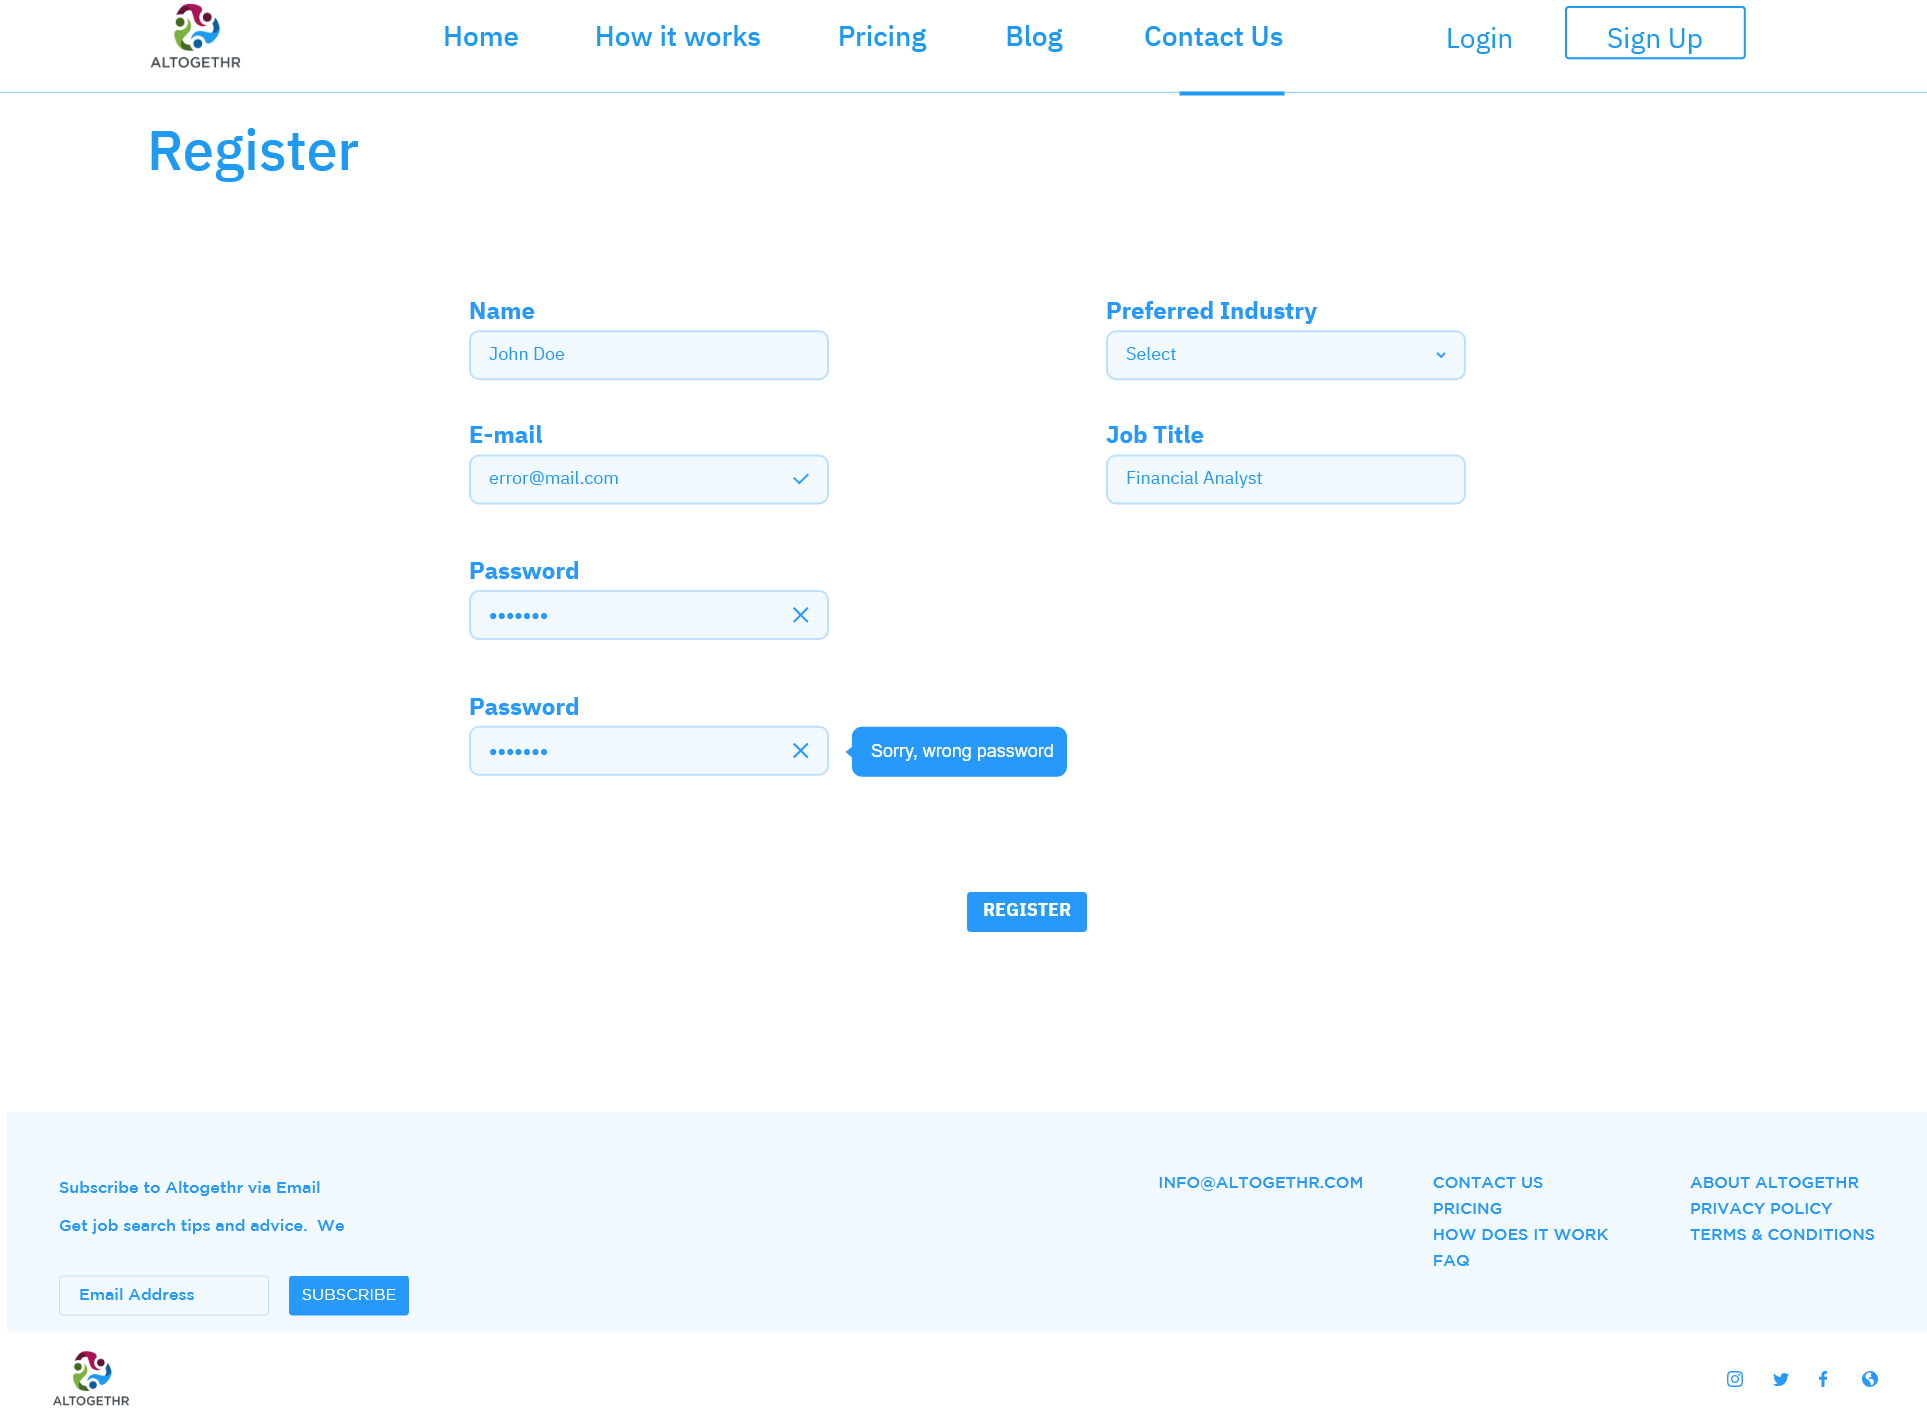 ALTOGETHR
Home
How it works
Pricing
Blog
Contact Us
Login
Sign Up
Register
Name
John Doe
Preferred Industry
Select
E-mail
error@mail.com
Job Title
Financial Analyst
Password
•••••••
Password
•••••••
Sorry, wrong password
REGISTER
Subscribe to Altogethr via Email
Get job search tips and advice.  We
Email Address
SUBSCRIBE
INFO@ALTOGETHR.COM
CONTACT US
PRICING
HOW DOES IT WORK
FAQ
ABOUT ALTOGETHR
PRIVACY POLICY
TERMS & CONDITIONS
ALTOGETHR